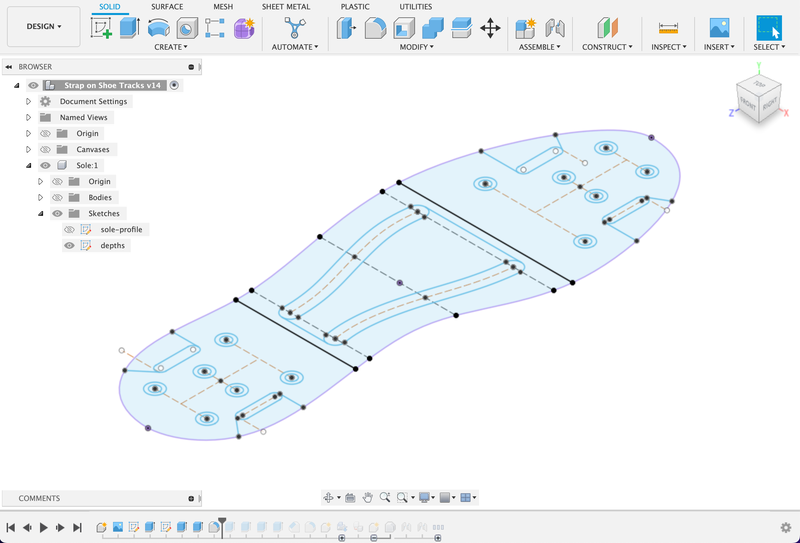 SOLID SURFACE MESH SHEET METAL PLASTIC UTILITIES
DESIGN
CREATE AUTOMATE MODIFY ASSEMBLE CONSTRUCT INSPECT INSERT SELECT
BROWSER
Strap on Shoe Tracks v14
Document Settings
Named Views
Origin
Canvases
Sole:1
Origin
Bodies
Sketches
sole-profile
depths
Y
TOP
FRONT RIGHT
Z X
COMMENTS